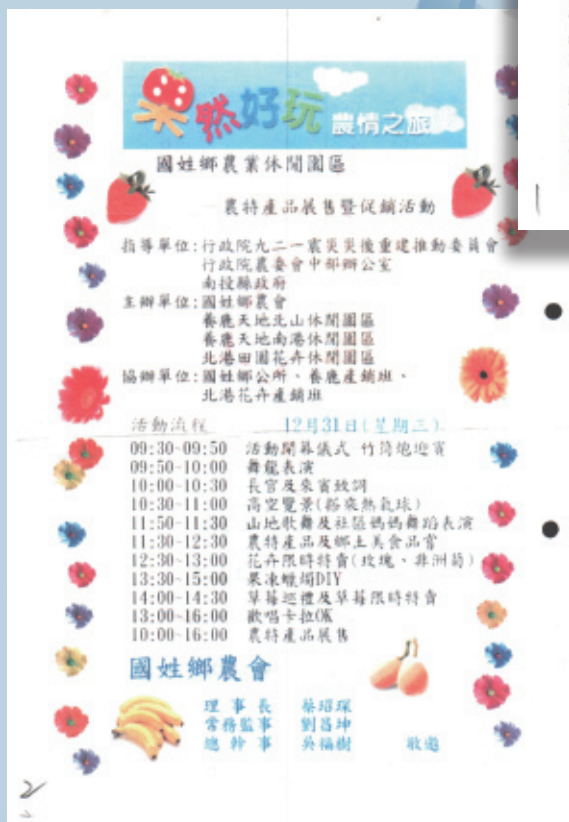 果然好玩 農情之旅
國姓鄉農業休閒園區
農特產品展售暨促銷活動
指導單位:行政院九二一震災災後重建推動委員會
行政院農委會中部辦公室
南投縣政府
主辦單位:國姓鄉農會
養鹿天地北山休閒園區
養鹿天地南港休閒園區
北港田園花卉休閒園區
協辦單位:國姓鄉公所、養鹿產銷班、
北港花卉產銷班
活動流程 12月31日(星期三)
09:30-09:50 活動開幕儀式 竹筒炮迎賓
09:50-10:00 舞龍表演
10:00-10:30 長官及來賓致詞
10:30-11:00 高空覽景(搭乘熱氣球)
11:50-11:30 山地歌舞及社區媽媽舞蹈表演
11:30-12:30 農特產品及鄉土美食品嘗
12:30-13:00 花卉限時特賣(玫瑰、非洲菊)
13:30-15:00 果凍蠟燭DIY
14:00-14:30 草莓巡禮及草莓限時特賣
13:00-16:00 歡唱卡拉OK
10:00-16:00 農特產品展售
國姓鄉農會
理事長 蔡昭琛
常務監事 劉昌坤
總幹事 吳福樹 敬邀